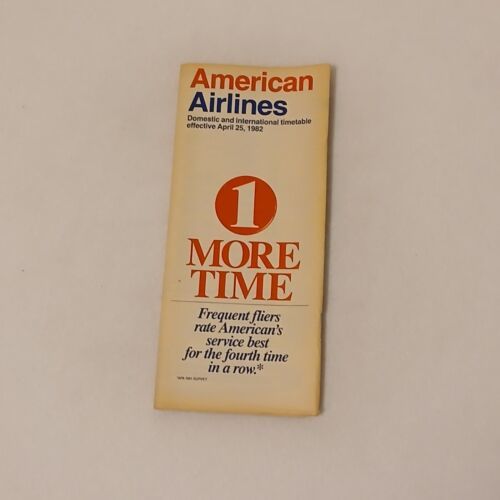 American
Airlines
Domestic and international timetable
effective April 25, 1982
1
MORE
TIME
Frequent fliers
rate American's
service best
for the fourth time
in a row.*